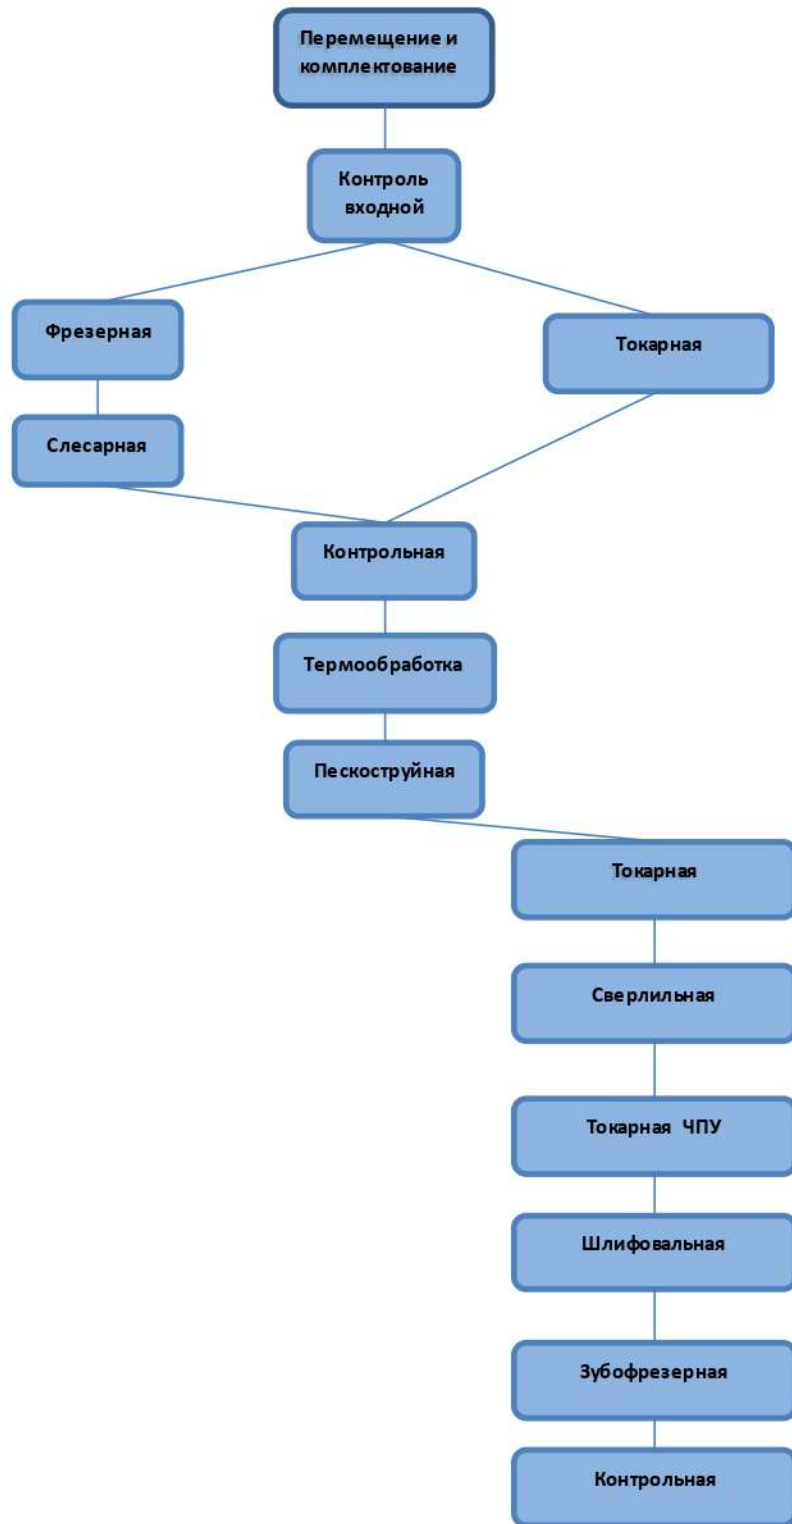 Перемещение и
комплектование
Контроль
входной
Фрезерная
Токарная
Слесарная
Контрольная
Термообработка
Пескоструйная
Токарная
Сверлильная
Токарная ЧПУ
Шлифовальная
Зубофрезерная
Контрольная